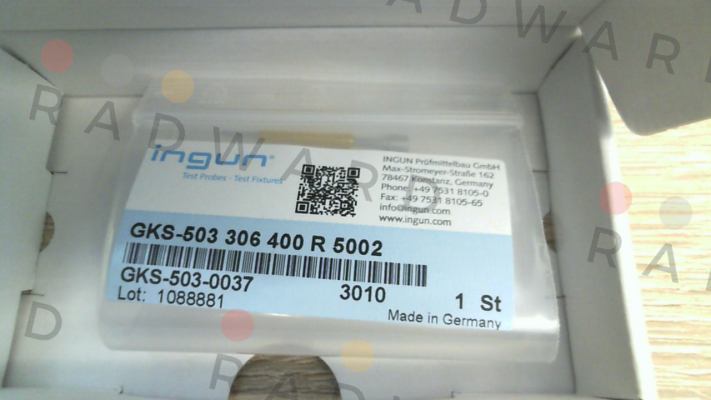 RADWARD
ingun®
Test Probes - Test Fixtures
INGUN Prüfmittelbau GmbH
Max-Stromeyer-Straße 162
78467 Konstanz, Germany
Phone: +49 7531 8105-0
Fax: +49 7531 8105-65
info@ingun.com
www.ingun.com
GKS-503 306 400 R 5002
GKS-503-0037 3010 1 St
Lot: 1088881
Made in Germany